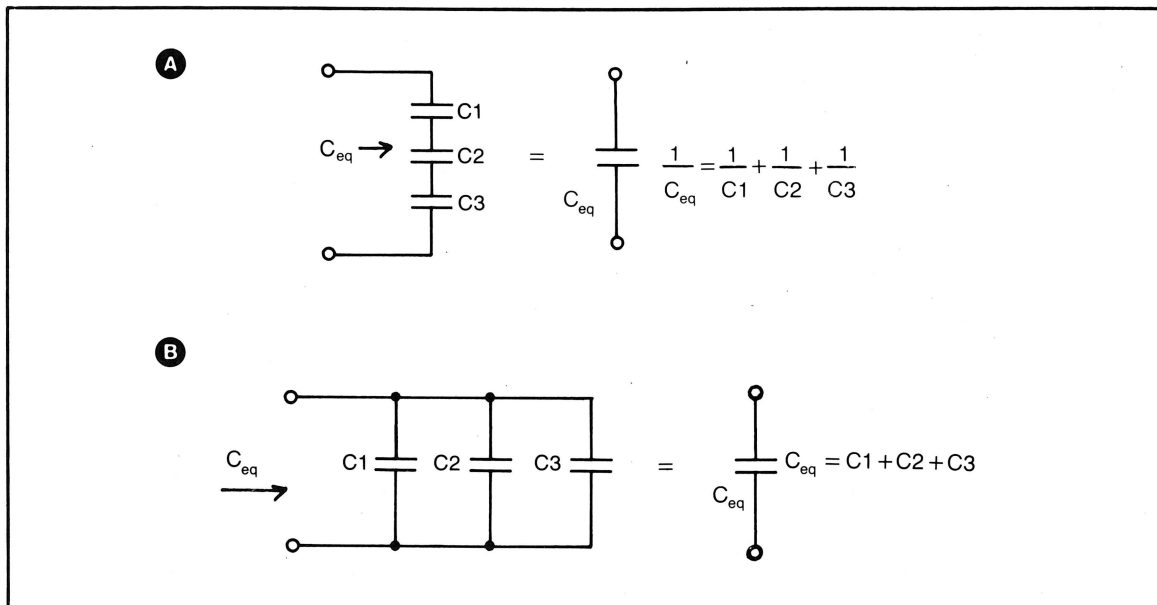 A
C1
C_eq → C2 = 1/C_eq = 1/C1 + 1/C2 + 1/C3
C3
C_eq
B
C_eq C1 C2 C3 = C_eq = C1+C2+C3
C_eq